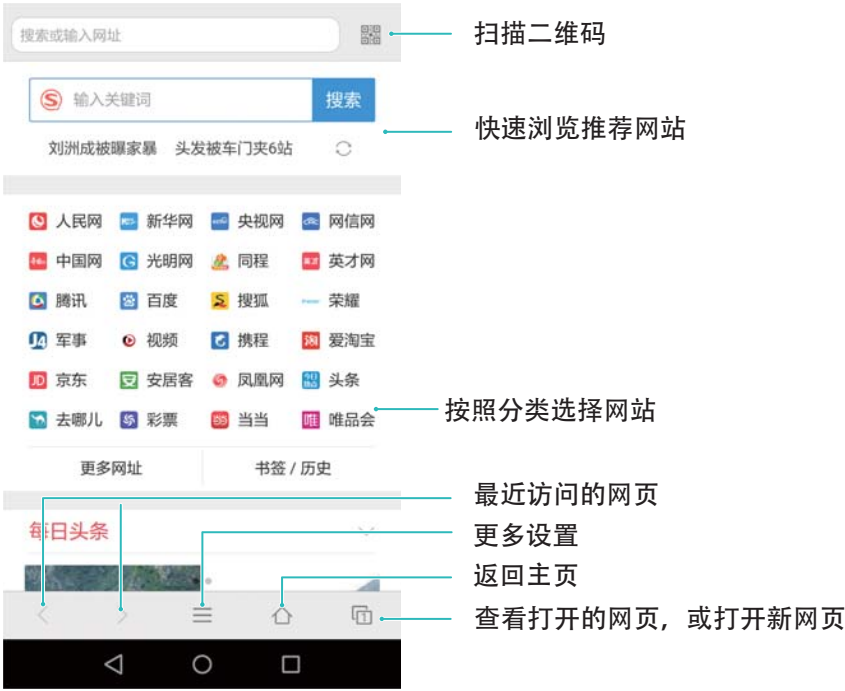 搜索或输入网址
扫描二维码
输入关键词 搜索
快速浏览推荐网站
刘洲成被曝家暴 头发被车门夹6站
人民网 新华网 央视网 网信网
中国网 光明网 同程 英才网
腾讯 百度 搜狐 荣耀
军事 视频 携程 爱淘宝
京东 安居客 凤凰网 头条
去哪儿 彩票 当当 唯品会
按照分类选择网站
更多网址 书签 / 历史
最近访问的网页
每日头条
更多设置
返回主页
查看打开的网页，或打开新网页